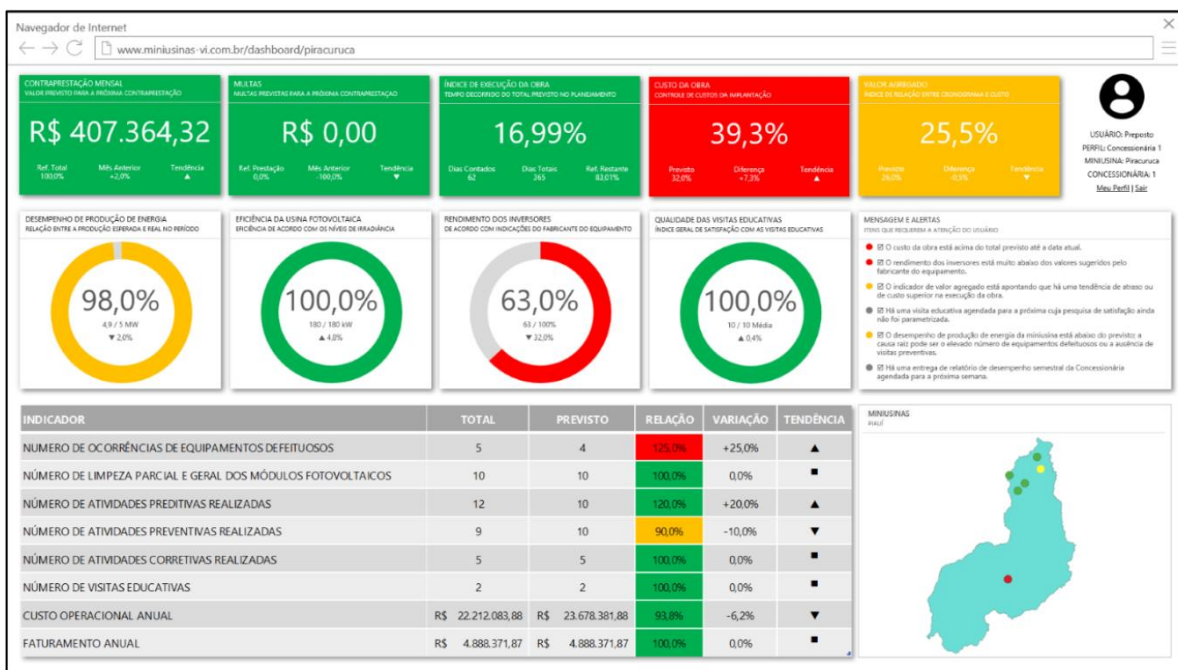 Navegador de Internet
www.miniusinas-vi.com.br/dashboard/piracuruca
CONTRAPRESTAÇÃO MENSAL
VALOR PREVISTO PARA A PRÓXIMA CONTRAPRESTAÇÃO
R$ 407.364,32
Ref. Total Mês Anterior Tendência
100,0% +2,0% ▲
MULTAS
MULTAS PREVISTAS PARA A PRÓXIMA CONTRAPRESTAÇAO
R$ 0,00
Ref. Prestação Mês Anterior Tendência
0,0% -100,0% ▼
ÍNDICE DE EXECUÇÃO DA OBRA
TEMPO DECORRIDO DO TOTAL PREVISTO NO PLANEJAMENTO
16,99%
Dias Contados Dias Totais Ref. Restante
62 365 83,01%
CUSTO DA OBRA
CONTROLE DE CUSTOS DA IMPLANTAÇÃO
39,3%
Previsto Diferença Tendência
32,0% +7,3% ▲
VALOR AGREGADO
ÍNDICE DE RELAÇÃO ENTRE CRONOGRAMA E CUSTO
25,5%
Previsto Diferença Tendência
26,0% -0,5% ▼
USUÁRIO: Preposto
PERFIL: Concessionária 1
MINIUSINA: Piracuruca
CONCESSIONÁRIA: 1
Meu Perfil | Sair
DESEMPENHO DE PRODUÇÃO DE ENERGIA
RELAÇÃO ENTRE A PRODUÇÃO ESPERADA E REAL NO PERÍODO
98,0%
4,9 / 5 MW
▼ 2,0%
EFICIÊNCIA DA USINA FOTOVOLTAICA
EFICIÊNCIA DE ACORDO COM OS NÍVEIS DE IRRADIÂNCIA
100,0%
180 / 180 kW
▲ 4,0%
RENDIMENTO DOS INVERSORES
DE ACORDO COM INDICAÇÕES DO FABRICANTE DO EQUIPAMENTO
63,0%
63 / 100%
▼ 32,0%
QUALIDADE DAS VISITAS EDUCATIVAS
ÍNDICE GERAL DE SATISFAÇÃO COM AS VISITAS EDUCATIVAS
100,0%
10 / 10 Média
▲ 0,4%
MENSAGEM E ALERTAS
ITENS QUE REQUEREM A ATENÇÃO DO USUÁRIO
☑ O custo da obra está acima do total previsto até a data atual.
☑ O rendimento dos inversores está muito abaixo dos valores sugeridos pelo
fabricante do equipamento.
☑ O indicador de valor agregado está apontando que há uma tendência de atraso ou
de custo superior na execução da obra.
☑ Há uma visita educativa agendada para a próxima cuja pesquisa de satisfação ainda
não foi parametrizada.
☑ O desempenho de produção de energia da miniusina está abaixo do previsto; a
causa raiz pode ser o elevado número de equipamentos defeituosos ou a ausência de
visitas preventivas.
☑ Há uma entrega de relatório de desempenho semestral da Concessionária
agendada para a próxima semana.
INDICADOR TOTAL PREVISTO RELAÇÃO VARIAÇÃO TENDÊNCIA
NUMERO DE OCORRÊNCIAS DE EQUIPAMENTOS DEFEITUOSOS 5 4 125,0% +25,0% ▲
NÚMERO DE LIMPEZA PARCIAL E GERAL DOS MÓDULOS FOTOVOLTAICOS 10 10 100,0% 0,0% ■
NÚMERO DE ATIVIDADES PREDITIVAS REALIZADAS 12 10 120,0% +20,0% ▲
NÚMERO DE ATIVIDADES PREVENTIVAS REALIZADAS 9 10 90,0% -10,0% ▼
NÚMERO DE ATIVIDADES CORRETIVAS REALIZADAS 5 5 100,0% 0,0% ■
NÚMERO DE VISITAS EDUCATIVAS 2 2 100,0% 0,0% ■
CUSTO OPERACIONAL ANUAL R$ 22.212.083,88 R$ 23.678.381,88 93,8% -6,2% ▼
FATURAMENTO ANUAL R$ 4.888.371,87 R$ 4.888.371,87 100,0% 0,0% ■
MINIUSINAS
PIAUÍ